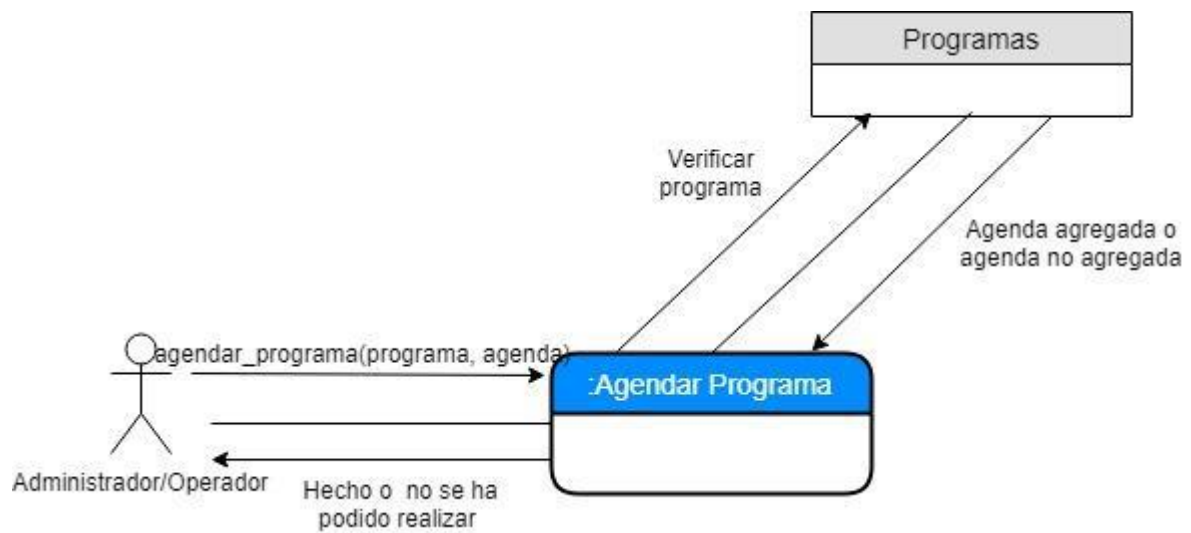 Programas
Verificar
programa
Agenda agregada o
agenda no agregada
agendar_programa(programa, agenda)
:Agendar Programa
Administrador/Operador
Hecho o no se ha
podido realizar